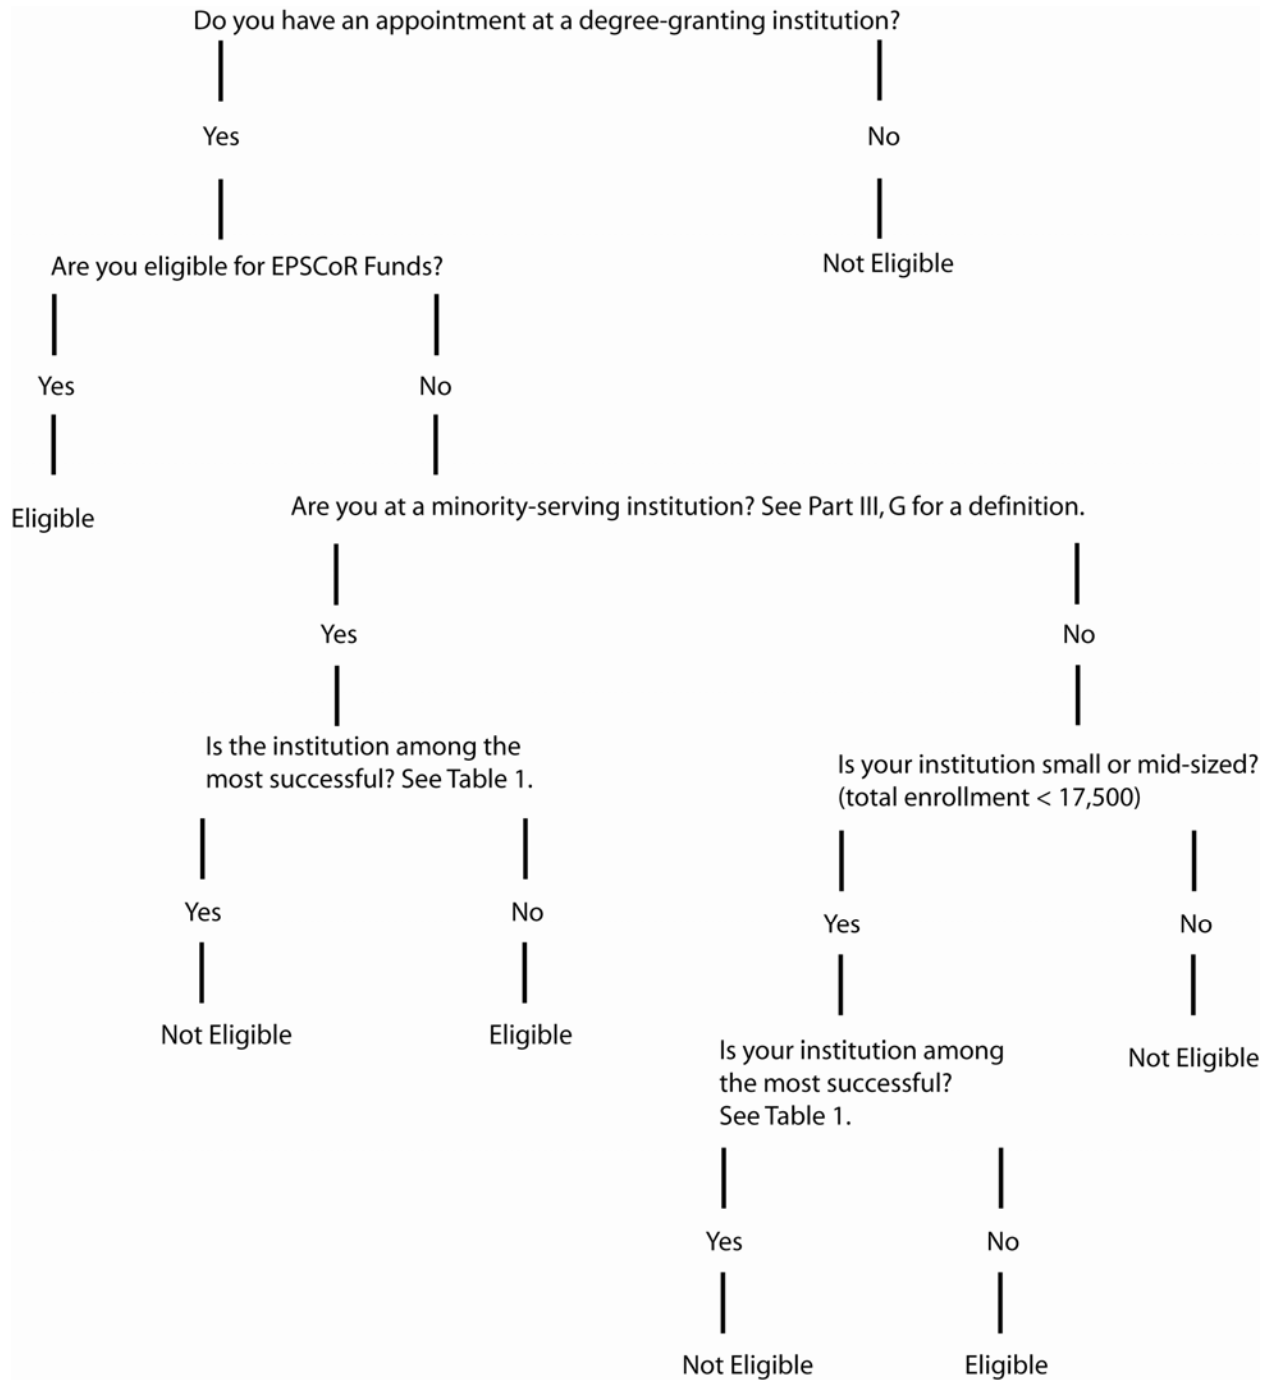 Do you have an appointment at a degree-granting institution?
Yes
No
Not Eligible
Are you eligible for EPSCoR Funds?
Yes
No
Eligible
Are you at a minority-serving institution? See Part III, G for a definition.
Yes
No
Is the institution among the
most successful? See Table 1.
Is your institution small or mid-sized?
(total enrollment < 17,500)
Yes
No
Yes
No
Not Eligible
Eligible
Is your institution among
the most successful?
See Table 1.
Not Eligible
Yes
No
Not Eligible
Eligible